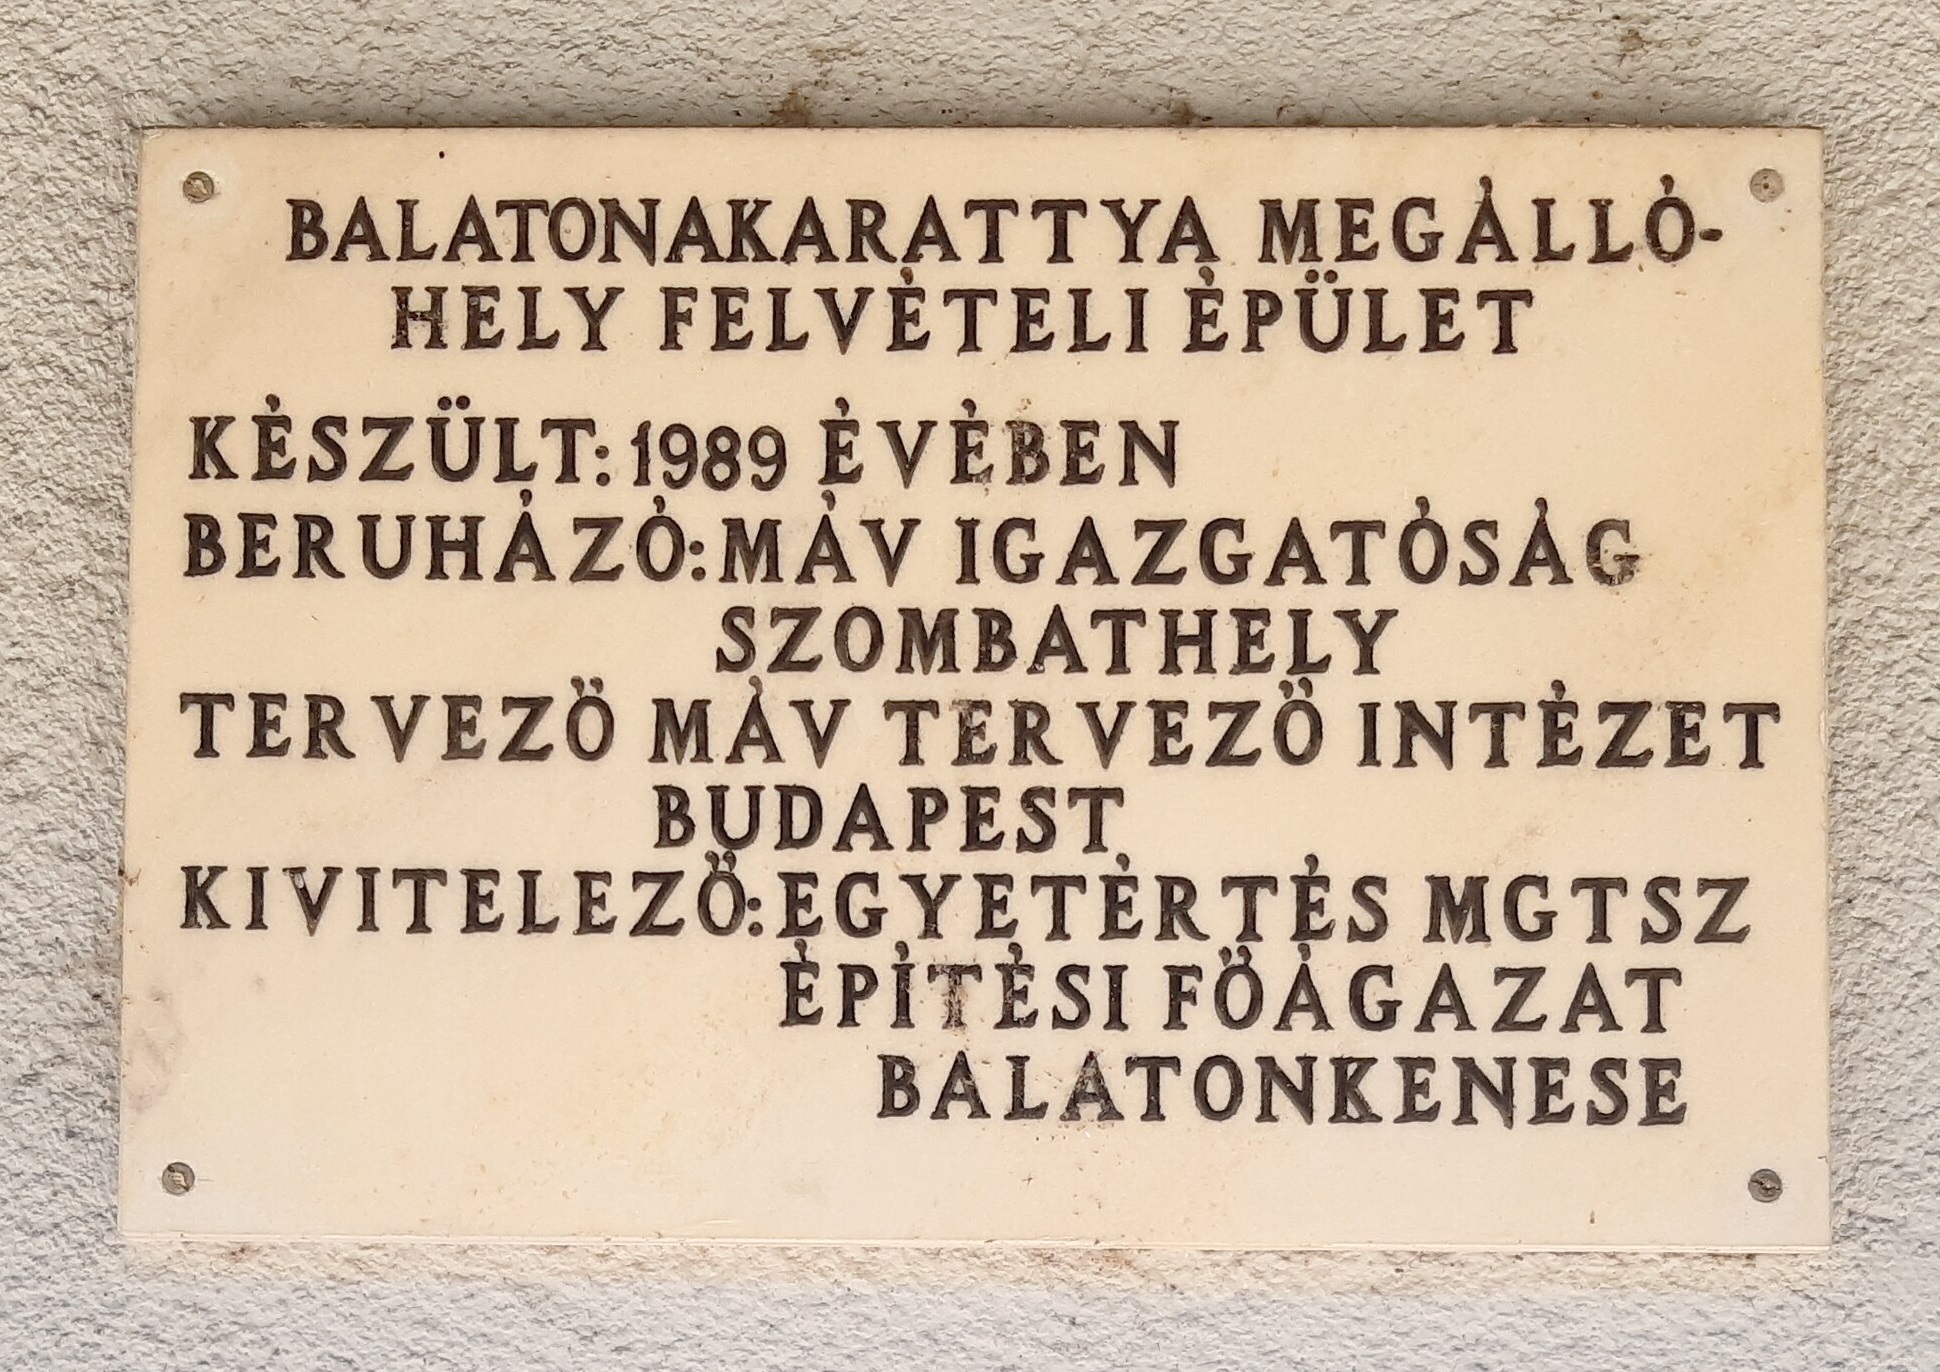 BALATONAKARATTYA MEGÁLLÓ-
HELY FELVÉTELI ÉPÜLET
KÉSZÜLT: 1989 ÉVÉBEN
BERUHÁZÓ: MÁV IGAZGATÓSÁG
SZOMBATHELY
TERVEZŐ MÁV TERVEZŐ INTÉZET
BUDAPEST
KIVITELEZŐ: EGYETÉRTÉS MGTSZ
ÉPÍTÉSI FŐÁGAZAT
BALATONKENESE